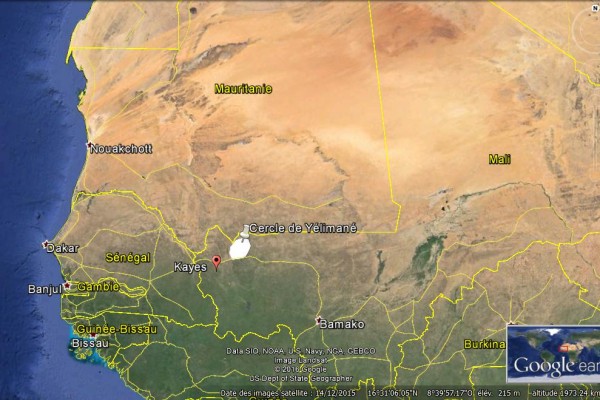 N
Mauritanie
Nouakchott
Mali
Cercle de Yélimané
Dakar
Sénégal
Kayes
Banjul
Gambie
Guinée-Bissau
Bissau
Bamako
Burkina
Data SIO, NOAA, U.S. Navy, NGA, GEBCO
Image Landsat
© 2016 Google
US Dept of State Geographer
Google ear
Date des images satellite : 14/12/2015 16°31'06.05"N 8°39'57.17"O élév. 215 m altitude 1973.24 km